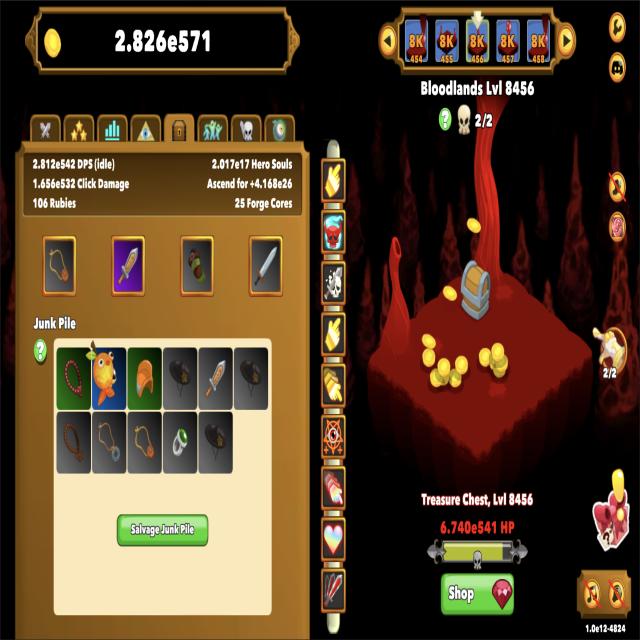 2.826e571
8K 8K 8K 8K 8K
454 455 456 457 458
Bloodlands Lvl 8456
? 2/2
2.812e542 DPS (idle) 2.017e17 Hero Souls
1.656e532 Click Damage Ascend for +4.168e26
106 Rubies 25 Forge Cores
Junk Pile
?
2/2
Salvage Junk Pile
Treasure Chest, Lvl 8456
6.740e541 HP
Shop
1.0e12-4824